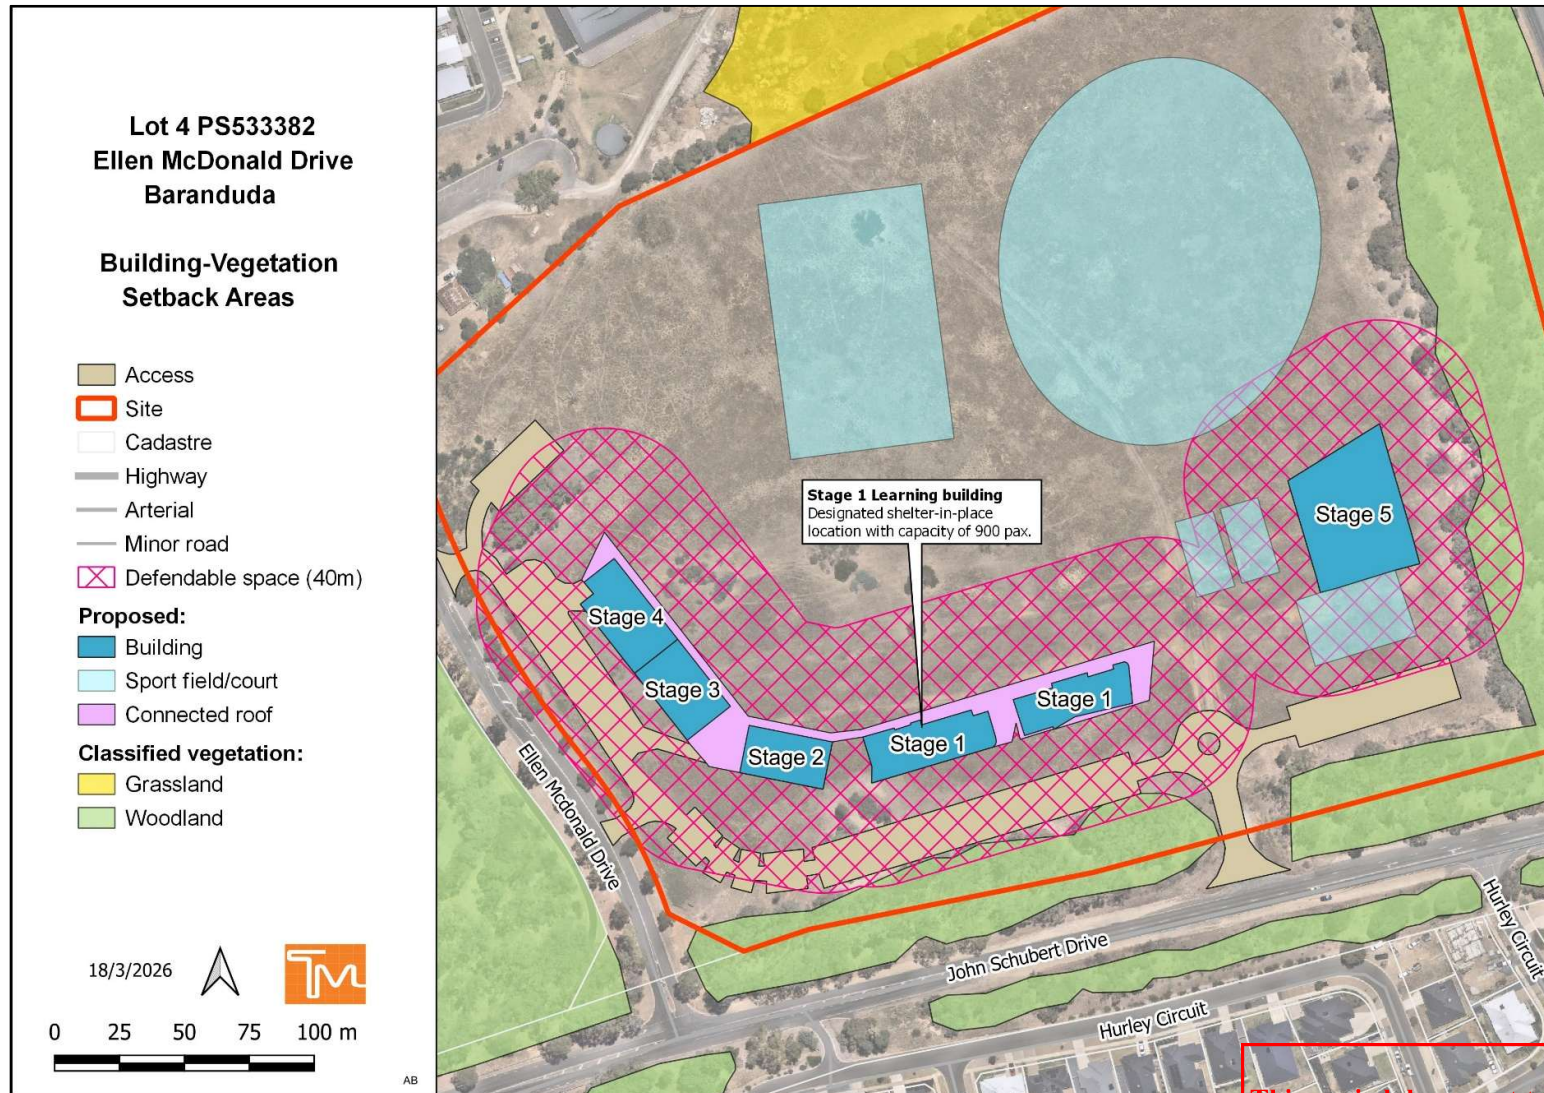 Lot 4 PS533382
Ellen McDonald Drive
Baranduda
Building-Vegetation
Setback Areas
Access
Site
Cadastre
Highway
Arterial
Minor road
Defendable space (40m)
Proposed:
Building
Sport field/court
Connected roof
Classified vegetation:
Grassland
Woodland
18/3/2026
TM
0 25 50 75 100 m
AB
Stage 1 Learning building
Designated shelter-in-place
location with capacity of 900 pax.
Stage 5
Stage 4
Stage 3
Stage 2
Stage 1
Stage 1
Ellen Mcdonald Drive
John Schubert Drive
Hurley Circuit
Hurley Circuit